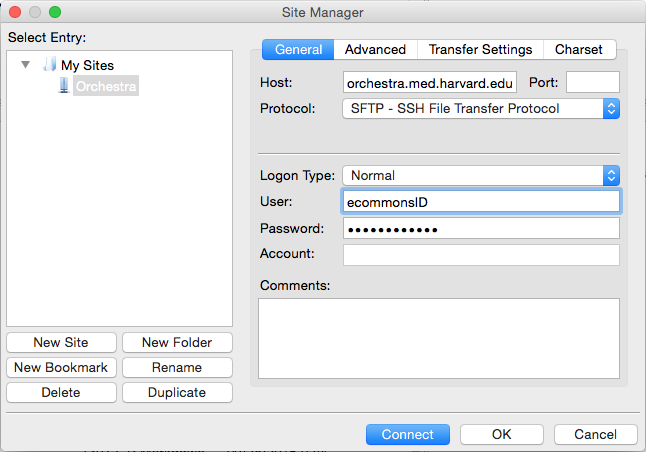 Site Manager
Select Entry:
My Sites
Orchestra
New Site New Folder
New Bookmark Rename
Delete Duplicate
General Advanced Transfer Settings Charset
Host: orchestra.med.harvard.edu Port:
Protocol: SFTP - SSH File Transfer Protocol
Logon Type: Normal
User: ecommonsID
Password: ••••••••••••
Account:
Comments:
Connect OK Cancel